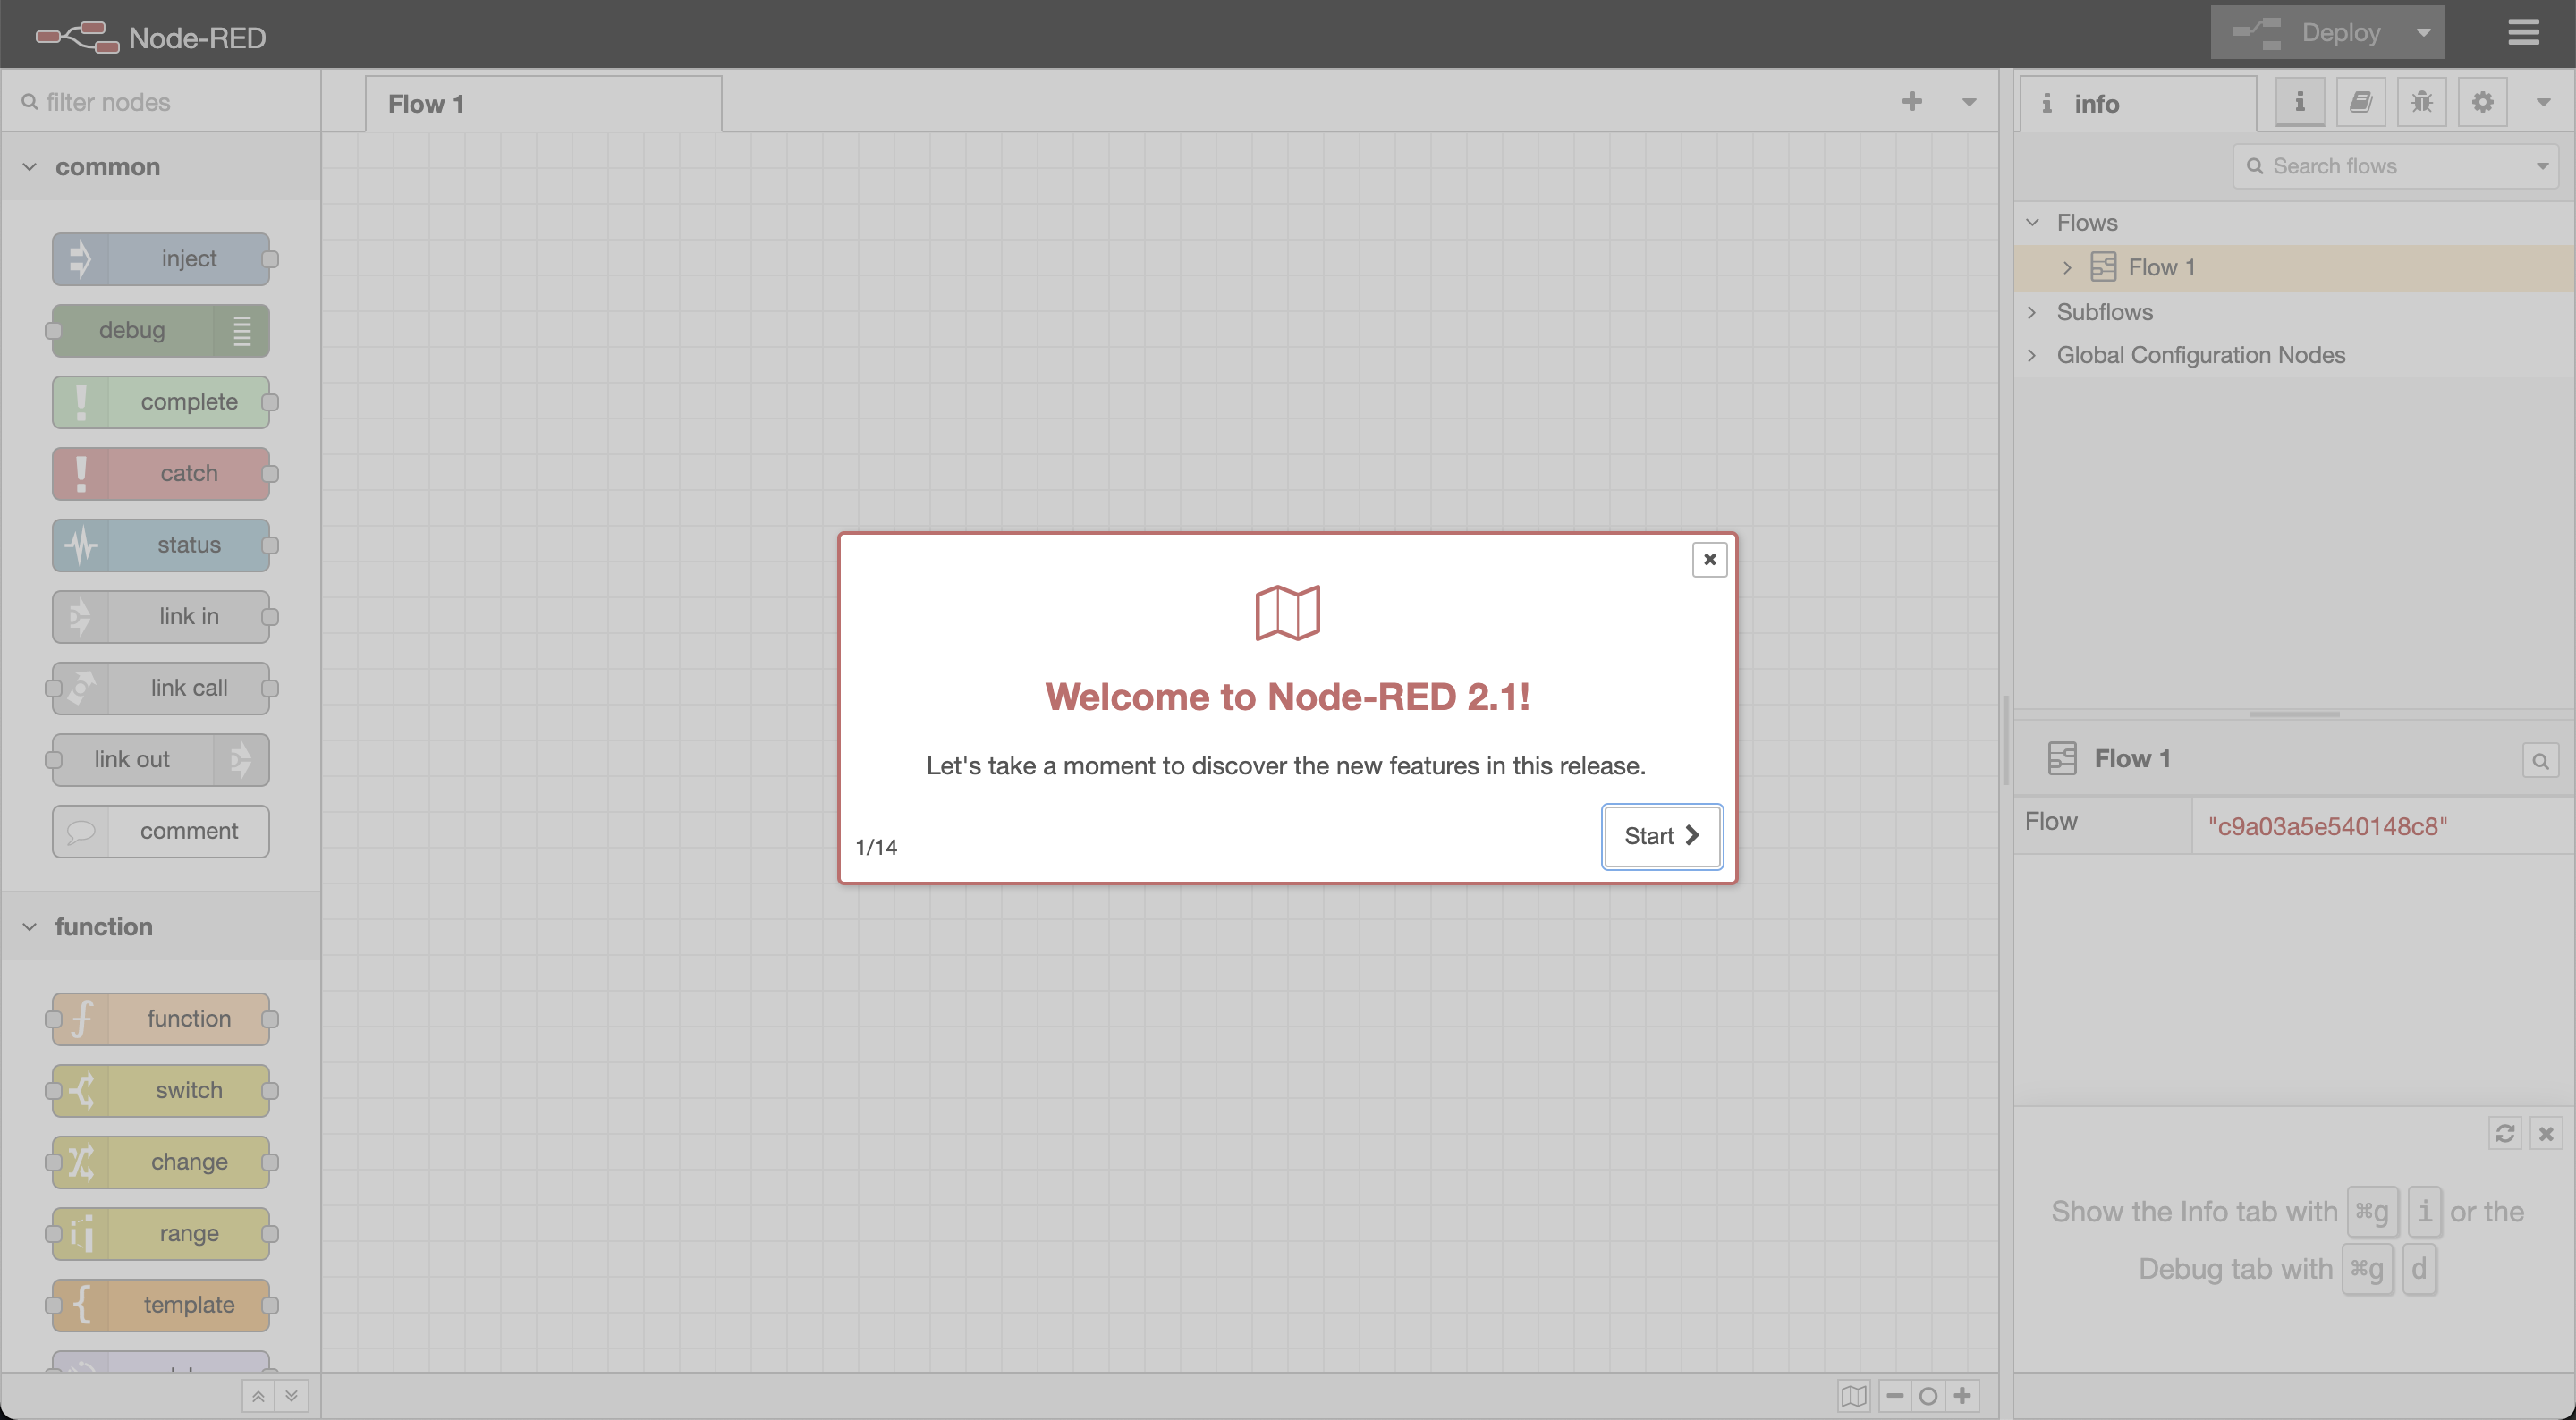 Node-RED
Deploy
filter nodes
Flow 1
info
common
Search flows
inject
debug
complete
catch
status
link in
link call
link out
comment
function
function
switch
change
range
template
Flows
Flow 1
Subflows
Global Configuration Nodes
Welcome to Node-RED 2.1!
Let's take a moment to discover the new features in this release.
1/14
Start
Flow 1
Flow "c9a03a5e540148c8"
Show the Info tab with ⌘g i or the
Debug tab with ⌘g d